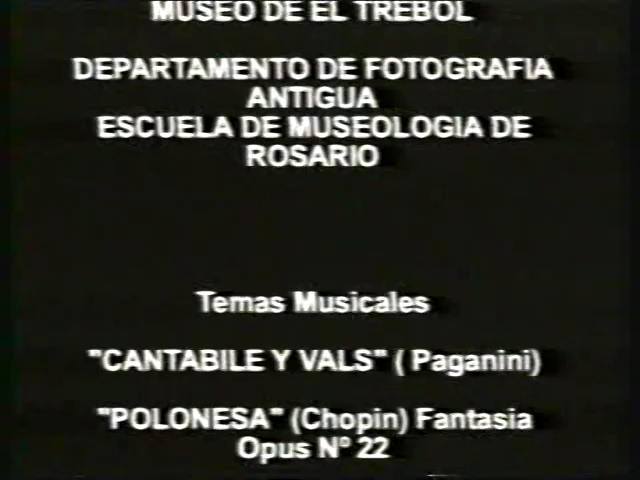 MUSEO DE EL TREBOL
DEPARTAMENTO DE FOTOGRAFIA
ANTIGUA
ESCUELA DE MUSEOLOGIA DE
ROSARIO
Temas Musicales
"CANTABILE Y VALS" ( Paganini)
"POLONESA" (Chopin) Fantasia
Opus Nº 22